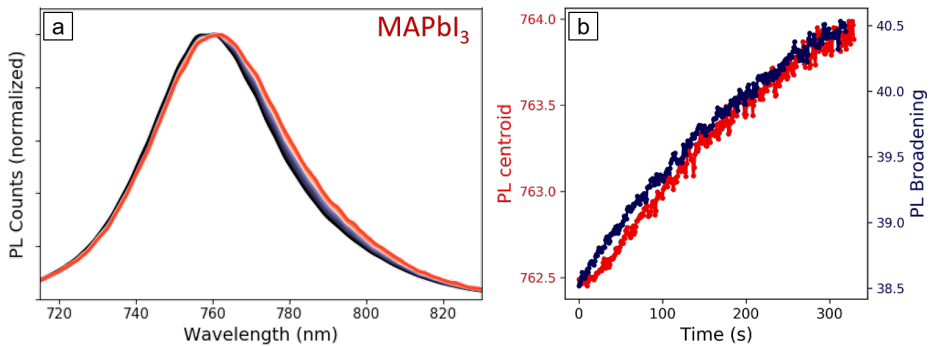 a
MAPbI₃
PL Counts (normalized)
720 740 760 780 800 820
Wavelength (nm)
b
764.0
763.5
763.0
762.5
PL centroid
40.5
40.0
39.5
39.0
38.5
PL Broadening
0 100 200 300
Time (s)